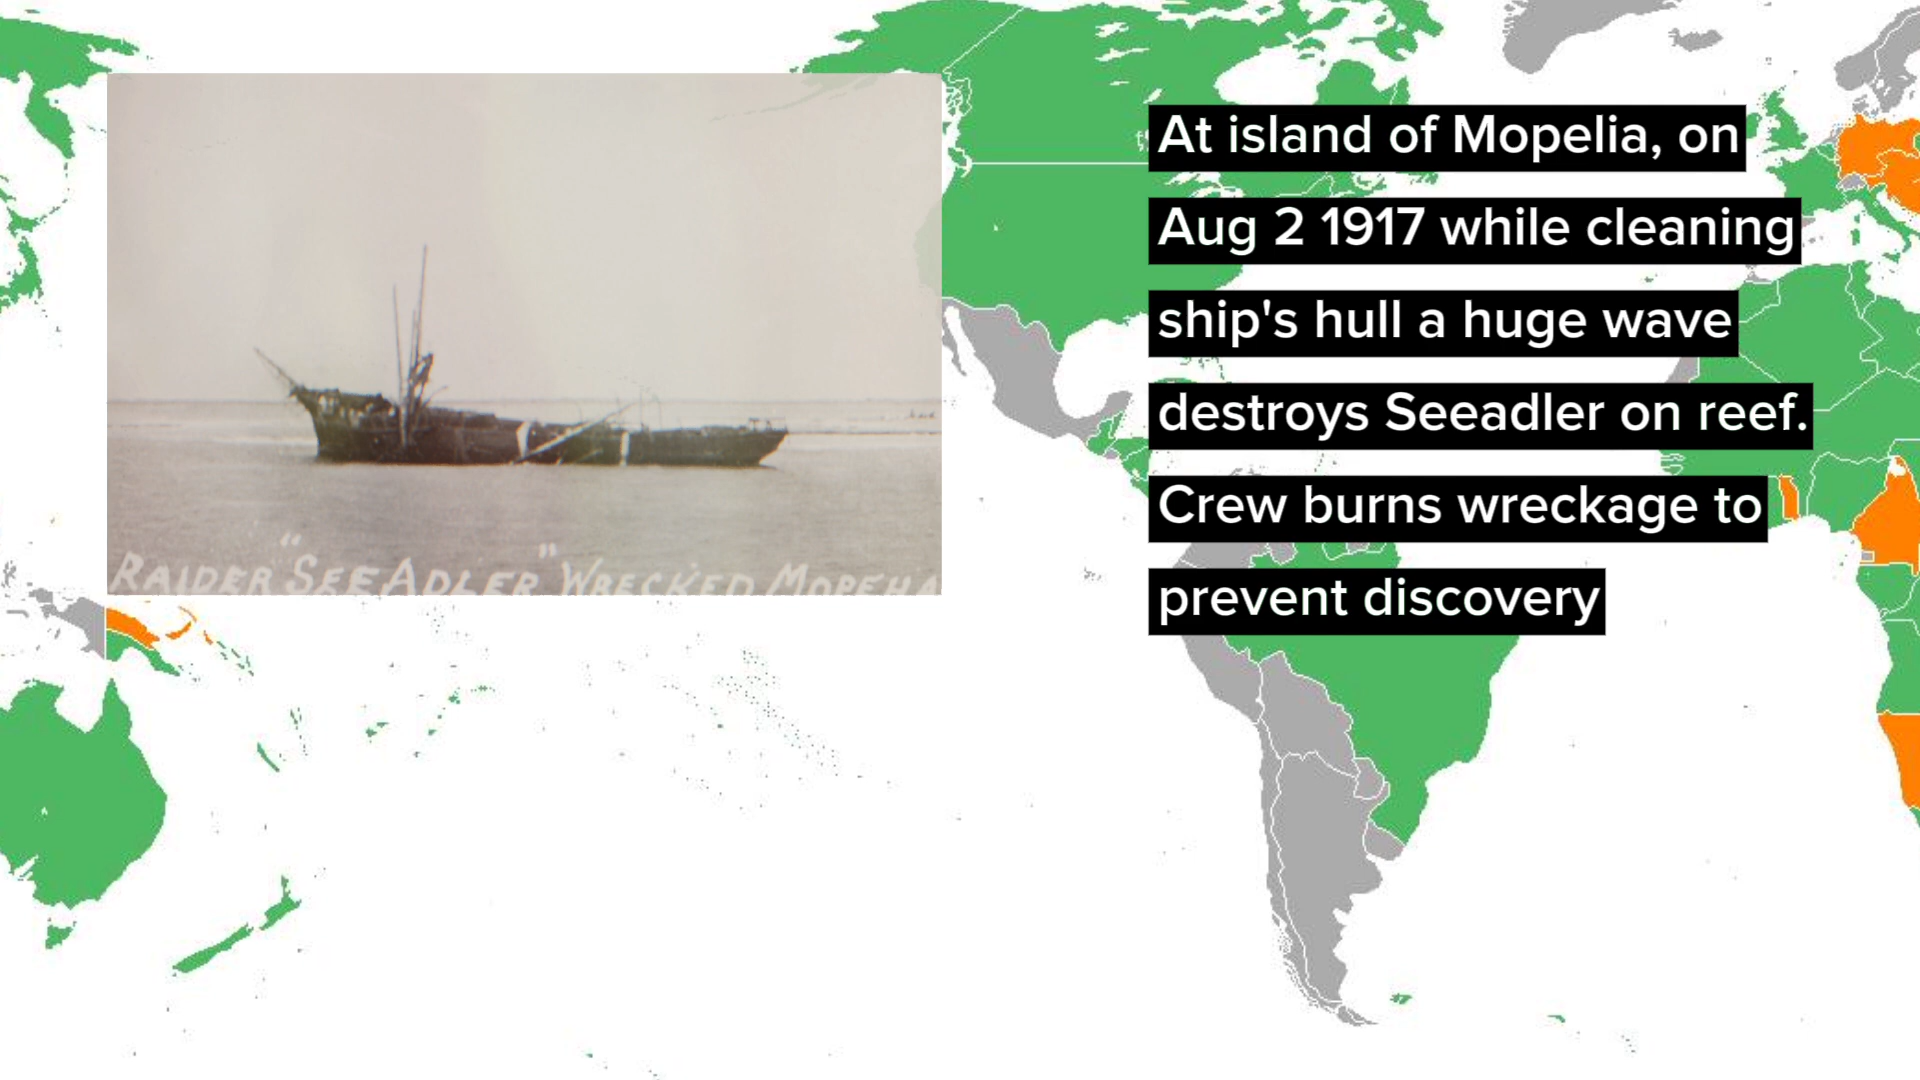 At island of Mopelia, on
Aug 2 1917 while cleaning
ship's hull a huge wave
destroys Seeadler on reef.
Crew burns wreckage to
prevent discovery
RAIDER "SEEADLER" WRECKED MOPEHA